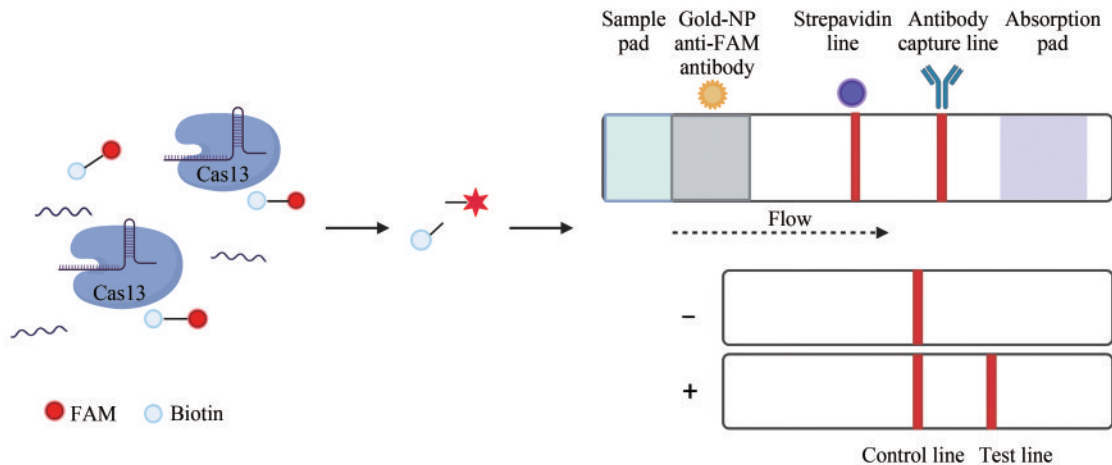 Sample
pad
Gold-NP
anti-FAM
antibody
Strepavidin
line
Antibody
capture line
Absorption
pad
Cas13
Cas13
Flow
−
+
FAM
Biotin
Control line
Test line